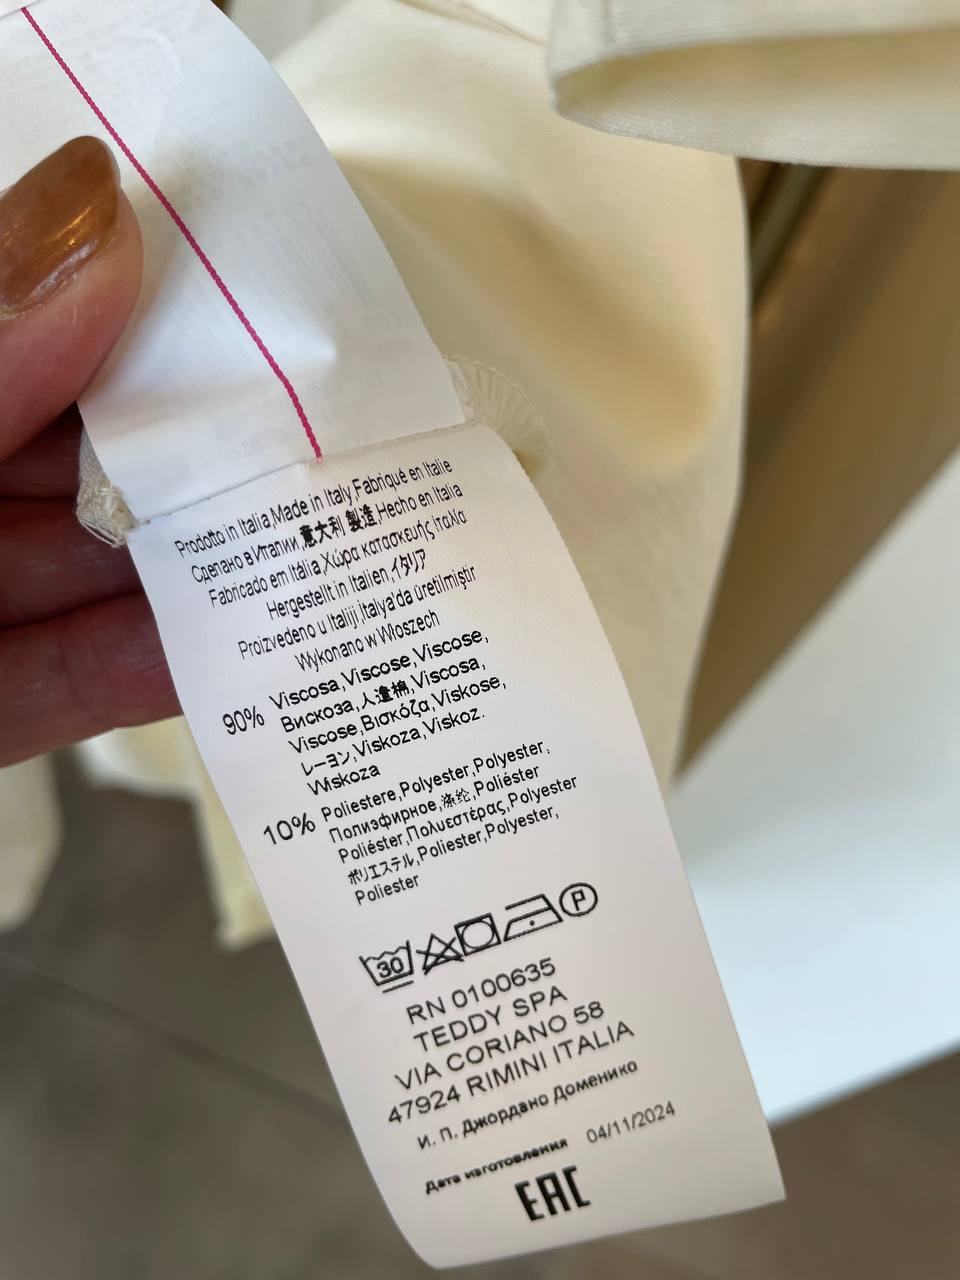 Prodotto in Italia,Made in Italy,Fabriqué en Italie
Сделано в Италии,意大利 製造,Hecho en Italia
Fabricado em Itália,Χώρα κατασκευής Ιταλία
Hergestellt in Italien,イタリア
Proizvedeno u Italiji,İtalya'da üretilmiştir
Wykonano w Włoszech
90% Viscosa,Viscose,Viscose,
Вискоза,人造棉,Viscosa,
Viscose,Βισκόζα,Viskose,
レーヨン,Viskoza,Viskoz.
Wiskoza
10% Poliestere,Polyester,Polyester,
Полиэфирное,涤纶,Poliéster
Poliéster,Πολυεστέρας,Polyester
ポリエステル,Poliester,Polyester,
Poliester
30 P
RN 0100635
TEDDY SPA
VIA CORIANO 58
47924 RIMINI ITALIA
И. П. Джордано Доменико
Дата изготовления 04/11/2024
EAC